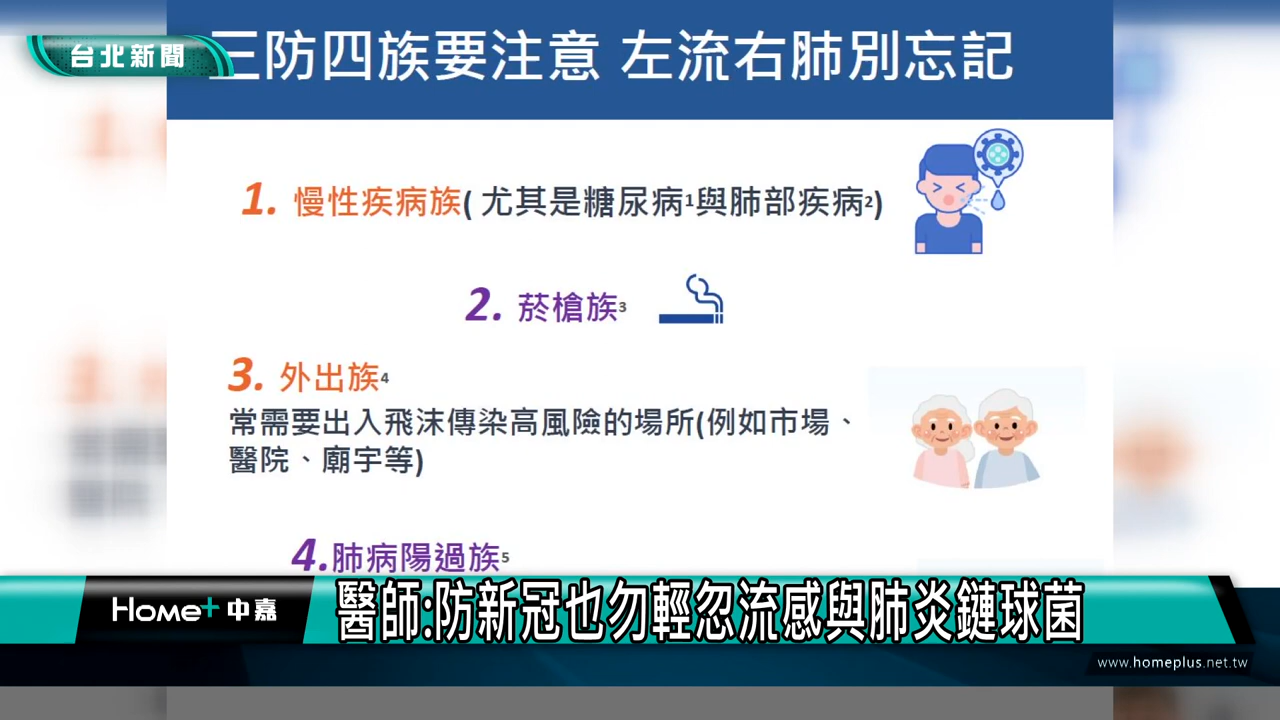 台北新聞
三防四族要注意 左流右肺別忘記
1. 慢性疾病族( 尤其是糖尿病1與肺部疾病2)
2. 菸槍族3
3. 外出族4
常需要出入飛沫傳染高風險的場所(例如市場、
醫院、廟宇等)
4.肺病陽過族5
Home+ 中嘉
醫師:防新冠也勿輕忽流感與肺炎鏈球菌
www.homeplus.net.tw